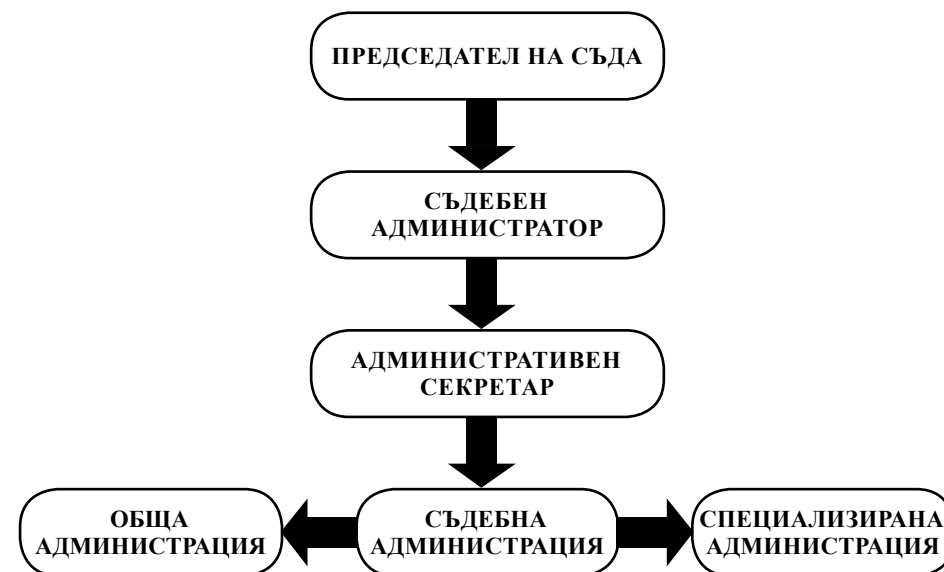 ПРЕДСЕДАТЕЛ НА СЪДА
СЪДЕБЕН
АДМИНИСТРАТОР
АДМИНИСТРАТИВЕН
СЕКРЕТАР
ОБЩА
АДМИНИСТРАЦИЯ
СЪДЕБНА
АДМИНИСТРАЦИЯ
СПЕЦИАЛИЗИРАНА
АДМИНИСТРАЦИЯ